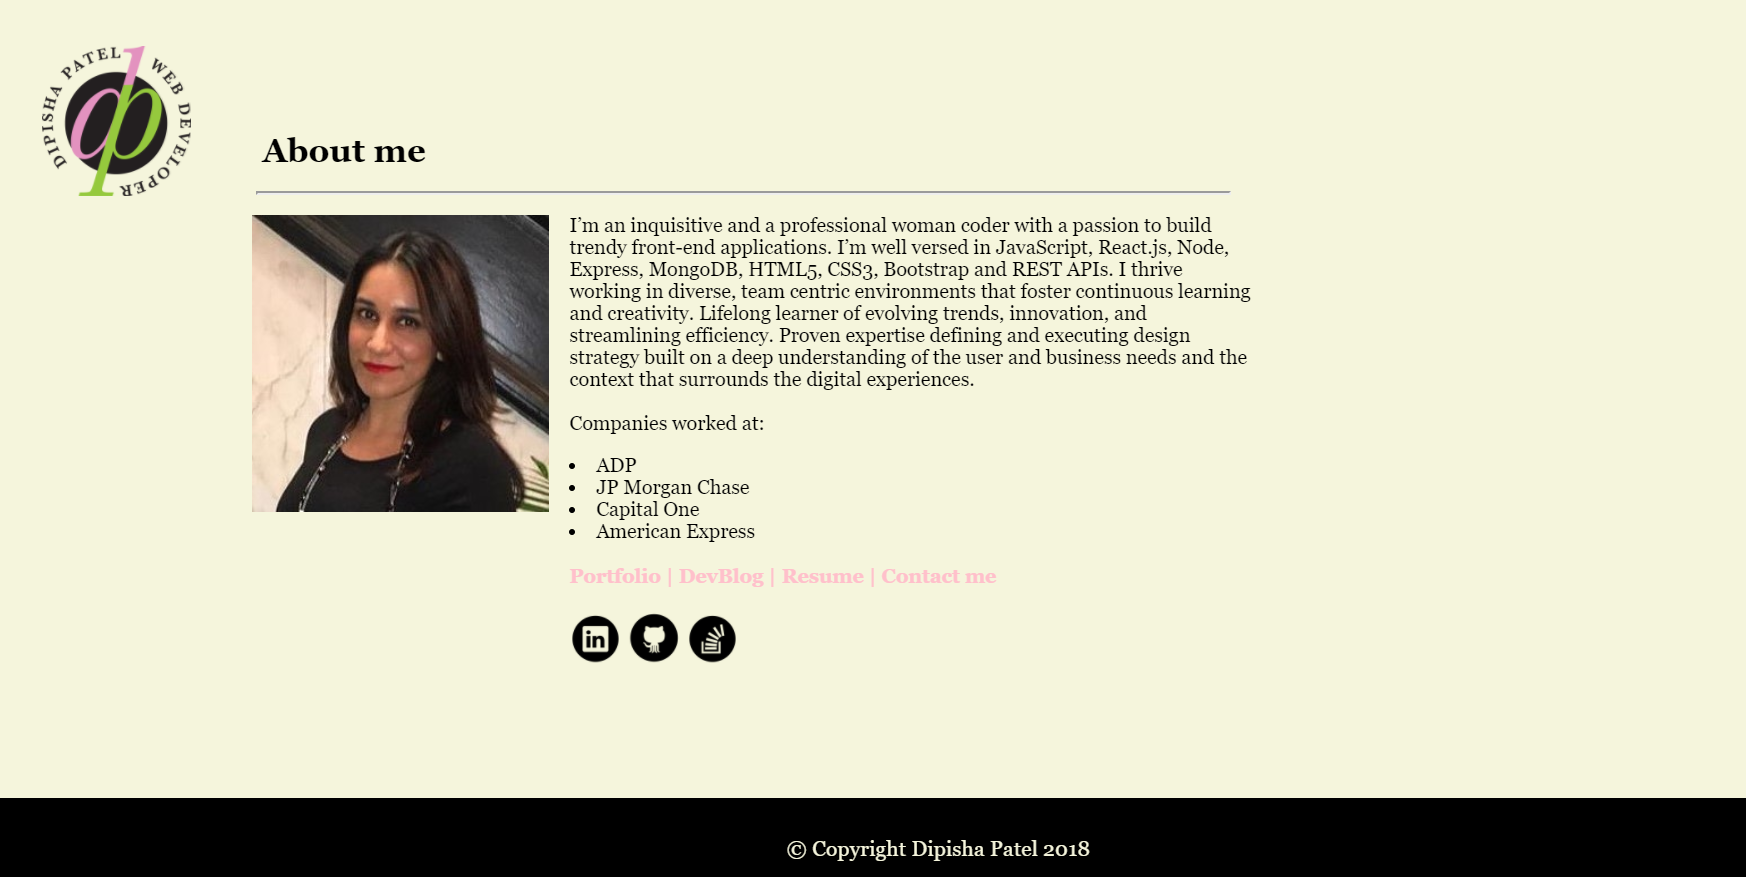 DIPISHA PATEL WEB DEVELOPER
dp
About me
I’m an inquisitive and a professional woman coder with a passion to build
trendy front-end applications. I’m well versed in JavaScript, React.js, Node,
Express, MongoDB, HTML5, CSS3, Bootstrap and REST APIs. I thrive
working in diverse, team centric environments that foster continuous learning
and creativity. Lifelong learner of evolving trends, innovation, and
streamlining efficiency. Proven expertise defining and executing design
strategy built on a deep understanding of the user and business needs and the
context that surrounds the digital experiences.
Companies worked at:
• ADP
• JP Morgan Chase
• Capital One
• American Express
Portfolio | DevBlog | Resume | Contact me
in
© Copyright Dipisha Patel 2018